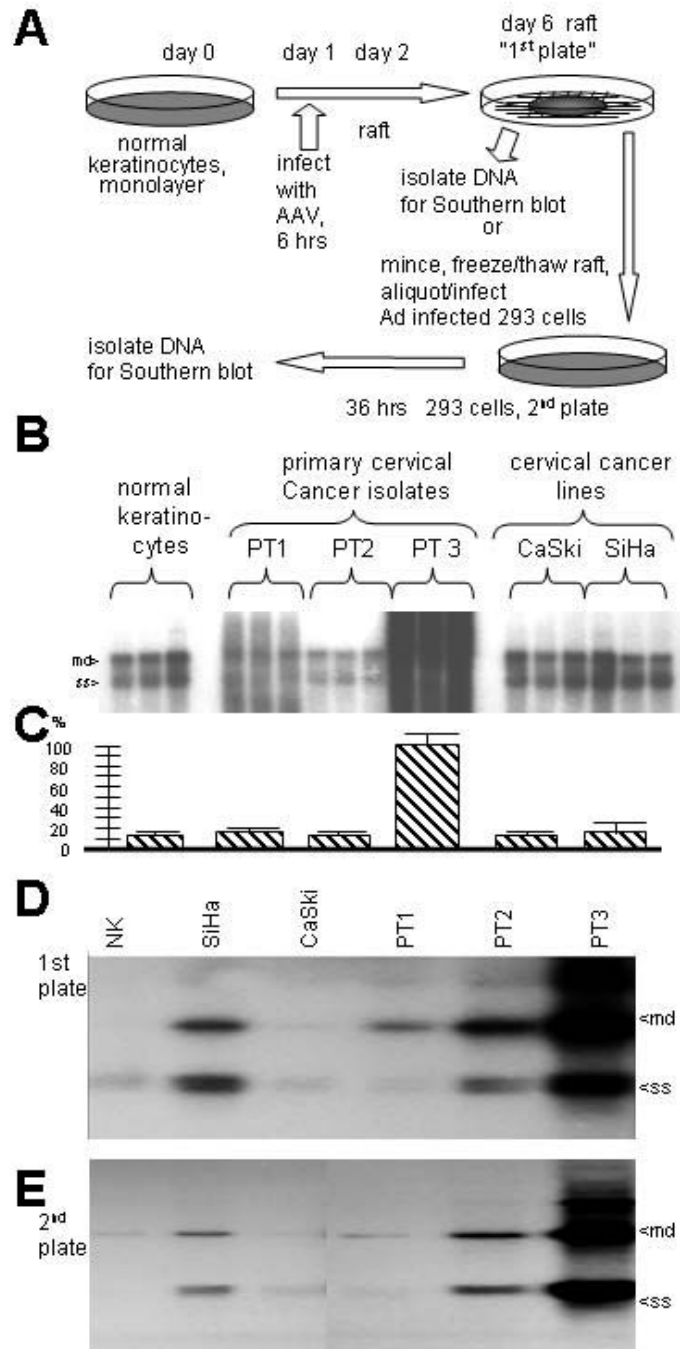 A
day 0
day 1
day 2
day 6 raft
"1st plate"
normal
keratinocytes,
monolayer
infect
with
AAV,
6 hrs
raft
isolate DNA
for Southern blot
or
mince, freeze/thaw raft,
aliquot/infect
Ad infected 293 cells
isolate DNA
for Southern blot
36 hrs 293 cells, 2nd plate
B
normal
keratino-
cytes
primary cervical
Cancer isolates
cervical cancer
lines
PT1
PT2
PT 3
CaSki
SiHa
md>
ss>
C
%
100
80
60
40
20
0
D
NK
SiHa
CaSki
PT1
PT2
PT3
1st
plate
<md
<ss
E
2nd
plate
<md
<ss